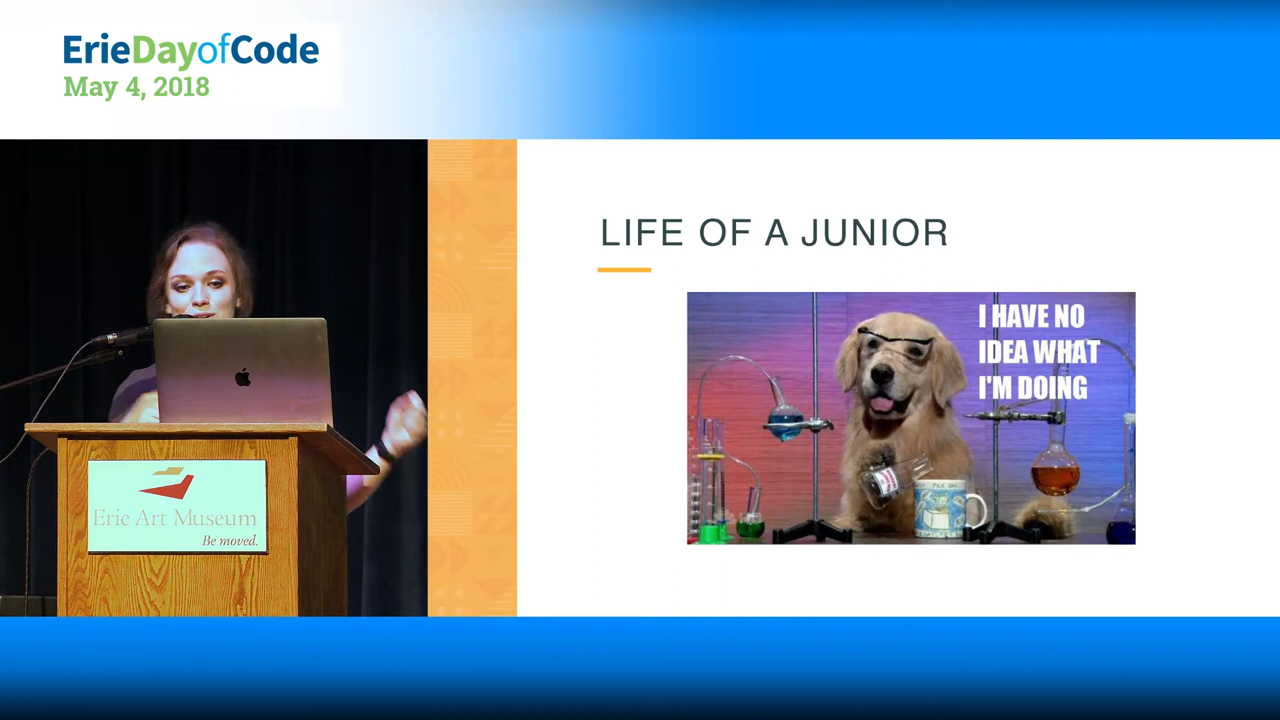 ErieDayofCode
May 4, 2018
LIFE OF A JUNIOR
I HAVE NO
IDEA WHAT
I'M DOING
Erie Art Museum
Be moved.